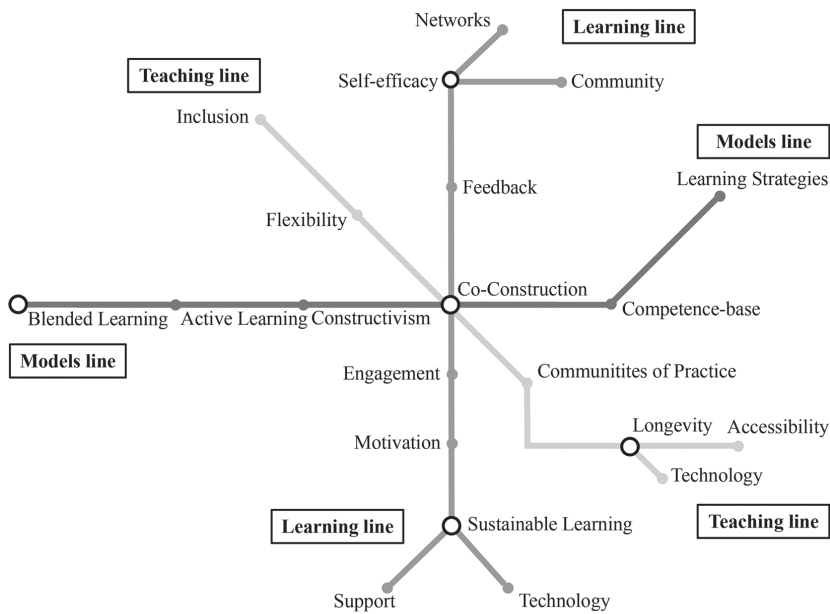 Networks
Learning line
Teaching line
Self-efficacy
Community
Inclusion
Models line
Learning Strategies
Feedback
Flexibility
Co-Construction
Blended Learning
Active Learning
Constructivism
Competence-base
Models line
Engagement
Communitites of Practice
Longevity
Accessibility
Motivation
Technology
Learning line
Sustainable Learning
Teaching line
Support
Technology